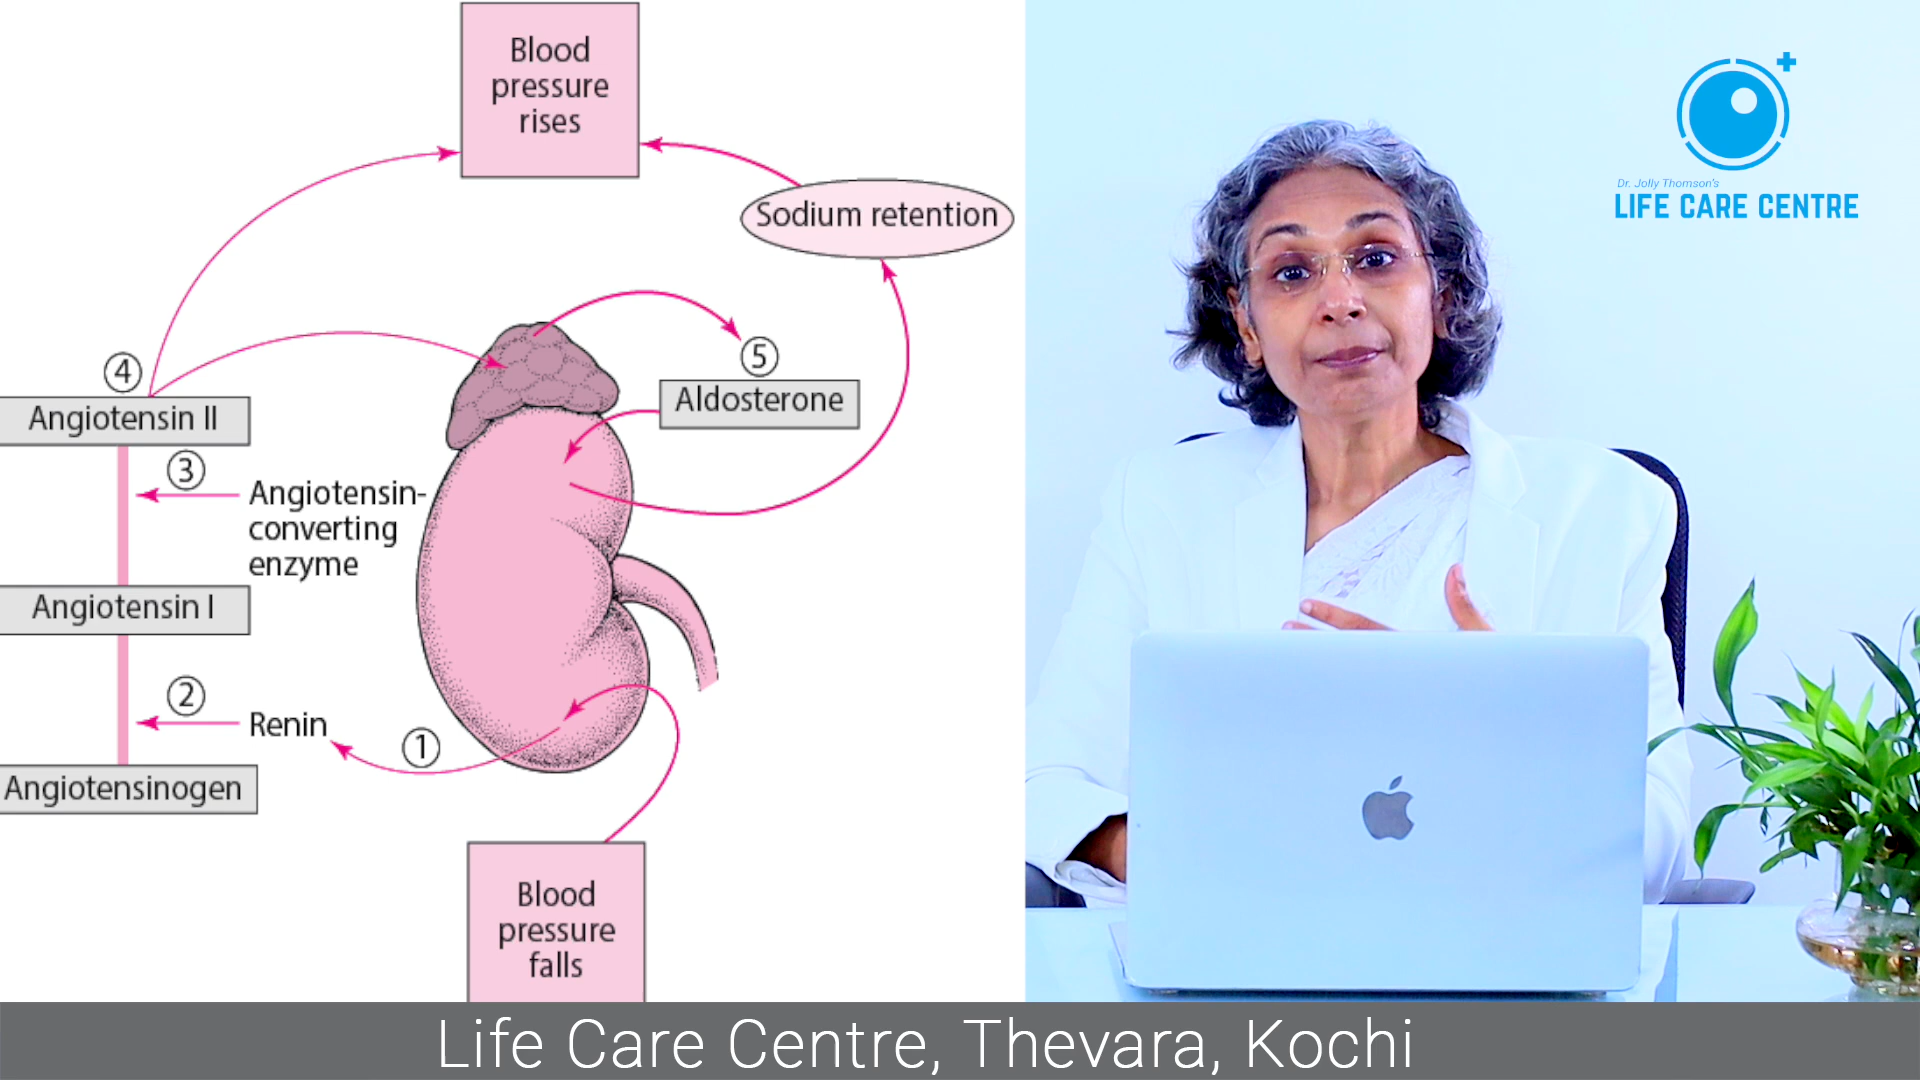 Blood
pressure
rises
Sodium retention
4
5
Angiotensin II
Aldosterone
3
Angiotensin-
converting
enzyme
Angiotensin I
2
Renin
1
Angiotensinogen
Blood
pressure
falls
Dr. Jolly Thomson's
LIFE CARE CENTRE
Life Care Centre, Thevara, Kochi